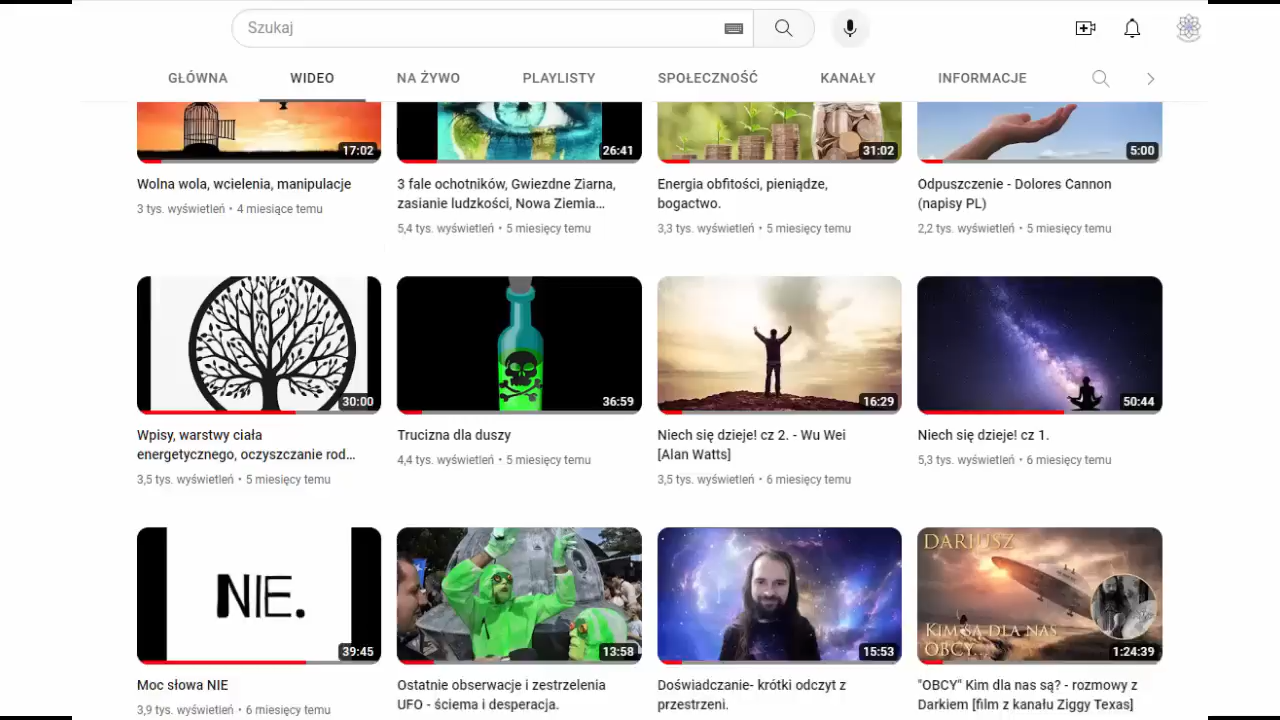 Szukaj
GŁÓWNA
WIDEO
NA ŻYWO
PLAYLISTY
SPOŁECZNOŚĆ
KANAŁY
INFORMACJE
17:02
26:41
31:02
5:00
Wolna wola, wcielenia, manipulacje
3 tys. wyświetleń • 4 miesiące temu
3 fale ochotników, Gwiezdne Ziarna,
zasianie ludzkości, Nowa Ziemia...
5,4 tys. wyświetleń • 5 miesięcy temu
Energia obfitości, pieniądze,
bogactwo.
3,3 tys. wyświetleń • 5 miesięcy temu
Odpuszczenie - Dolores Cannon
(napisy PL)
2,2 tys. wyświetleń • 5 miesięcy temu
30:00
36:59
16:29
50:44
Wpisy, warstwy ciała
energetycznego, oczyszczanie rod...
3,5 tys. wyświetleń • 5 miesięcy temu
Trucizna dla duszy
4,4 tys. wyświetleń • 5 miesięcy temu
Niech się dzieje! cz 2. - Wu Wei
[Alan Watts]
3,5 tys. wyświetleń • 6 miesięcy temu
Niech się dzieje! cz 1.
5,3 tys. wyświetleń • 6 miesięcy temu
NIE.
39:45
13:58
15:53
DARIUSZ
KIM SĄ DLA NAS
OBCY...
1:24:39
Moc słowa NIE
3,9 tys. wyświetleń • 6 miesięcy temu
Ostatnie obserwacje i zestrzelenia
UFO - ściema i desperacja.
Doświadczanie- krótki odczyt z
przestrzeni.
"OBCY" Kim dla nas są? - rozmowy z
Darkiem [film z kanału Ziggy Texas]